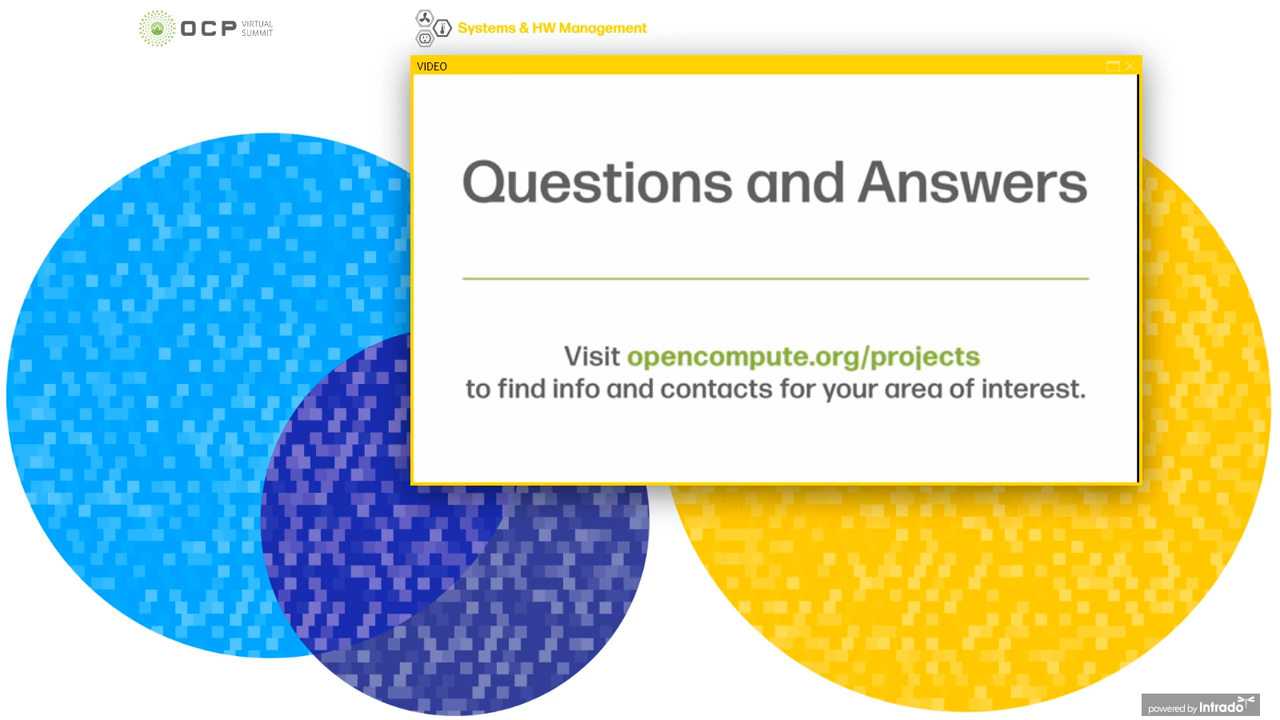 OCP VIRTUAL SUMMIT
Systems & HW Management
VIDEO
Questions and Answers
Visit opencompute.org/projects
to find info and contacts for your area of interest.
powered by Intrado